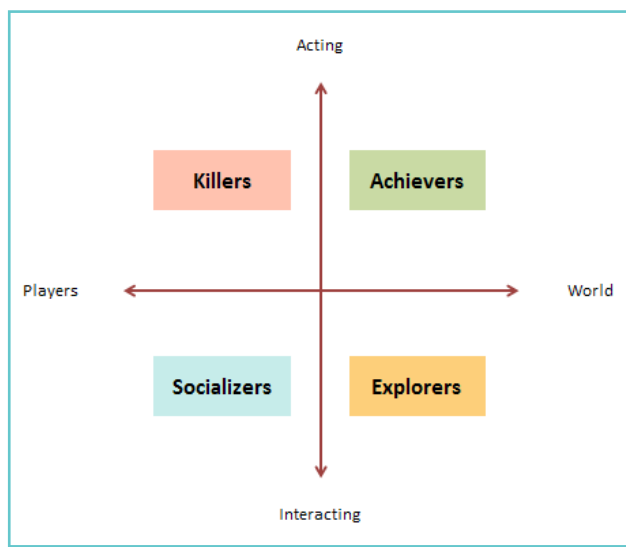 Acting
Killers
Achievers
Players
World
Socializers
Explorers
Interacting